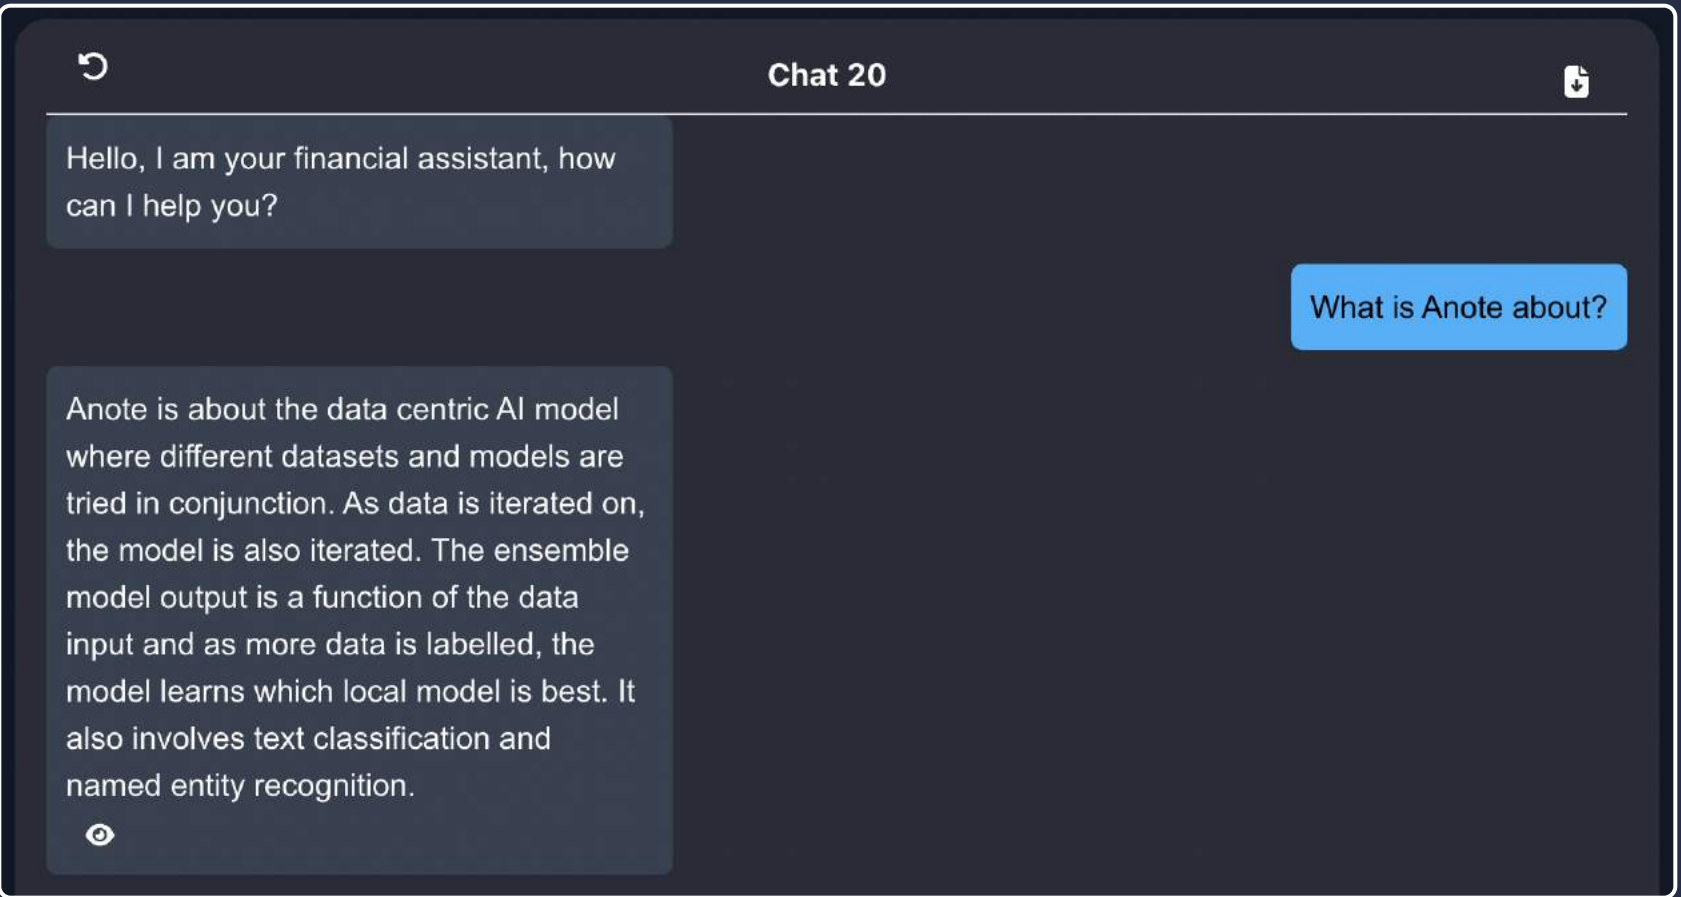 Chat 20
Hello, I am your financial assistant, how
can I help you?
What is Anote about?
Anote is about the data centric AI model
where different datasets and models are
tried in conjunction. As data is iterated on,
the model is also iterated. The ensemble
model output is a function of the data
input and as more data is labelled, the
model learns which local model is best. It
also involves text classification and
named entity recognition.